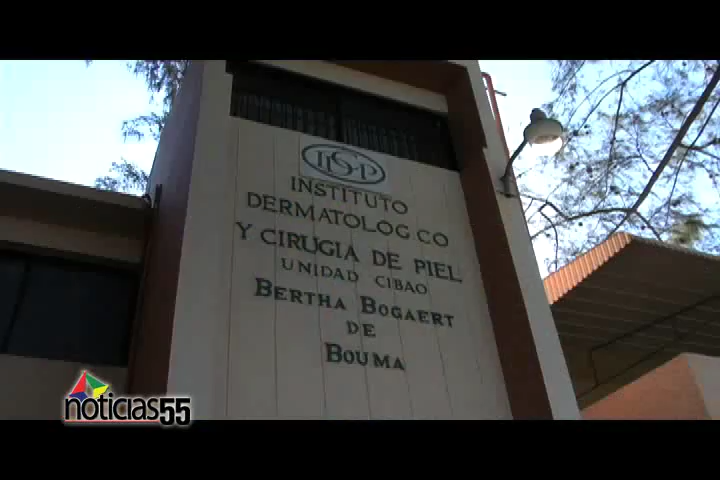 INSTITUTO
DERMATOLOG.CO
Y CIRUGIA DE PIEL
UNIDAD CIBAO
BERTHA BOGAERT
DE
BOUMA
noticias55